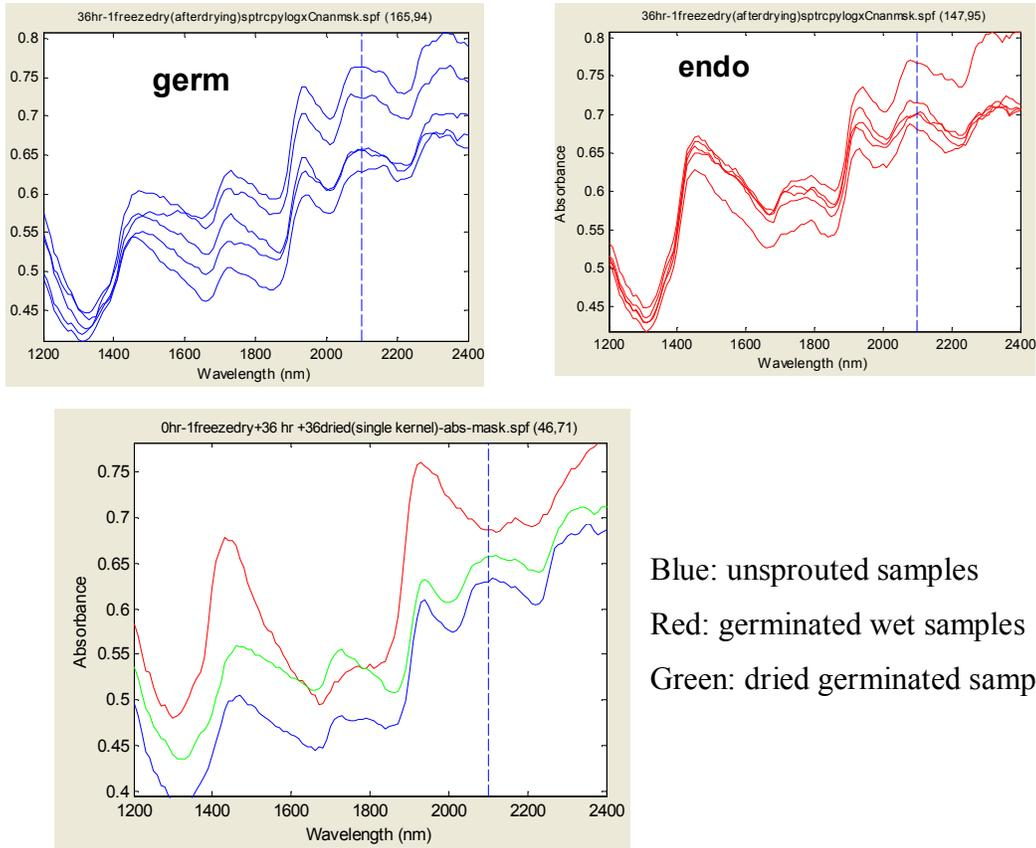 36hr-1freezedry(afterdrying)sptrcpylogxCnanmsk.spf (165,94)
germ
0.8
0.75
0.7
0.65
0.6
0.55
0.5
0.45
1200 1400 1600 1800 2000 2200 2400
Wavelength (nm)
36hr-1freezedry(afterdrying)sptrcpylogxCnanmsk.spf (147,95)
endo
0.8
0.75
0.7
0.65
0.6
0.55
0.5
0.45
Absorbance
1200 1400 1600 1800 2000 2200 2400
Wavelength (nm)
0hr-1freezedry+36 hr +36dried(single kernel)-abs-mask.spf (46,71)
0.75
0.7
0.65
0.6
0.55
0.5
0.45
0.4
Absorbance
1200 1400 1600 1800 2000 2200 2400
Wavelength (nm)
Blue: unsprouted samples
Red: germinated wet samples
Green: dried germinated samp